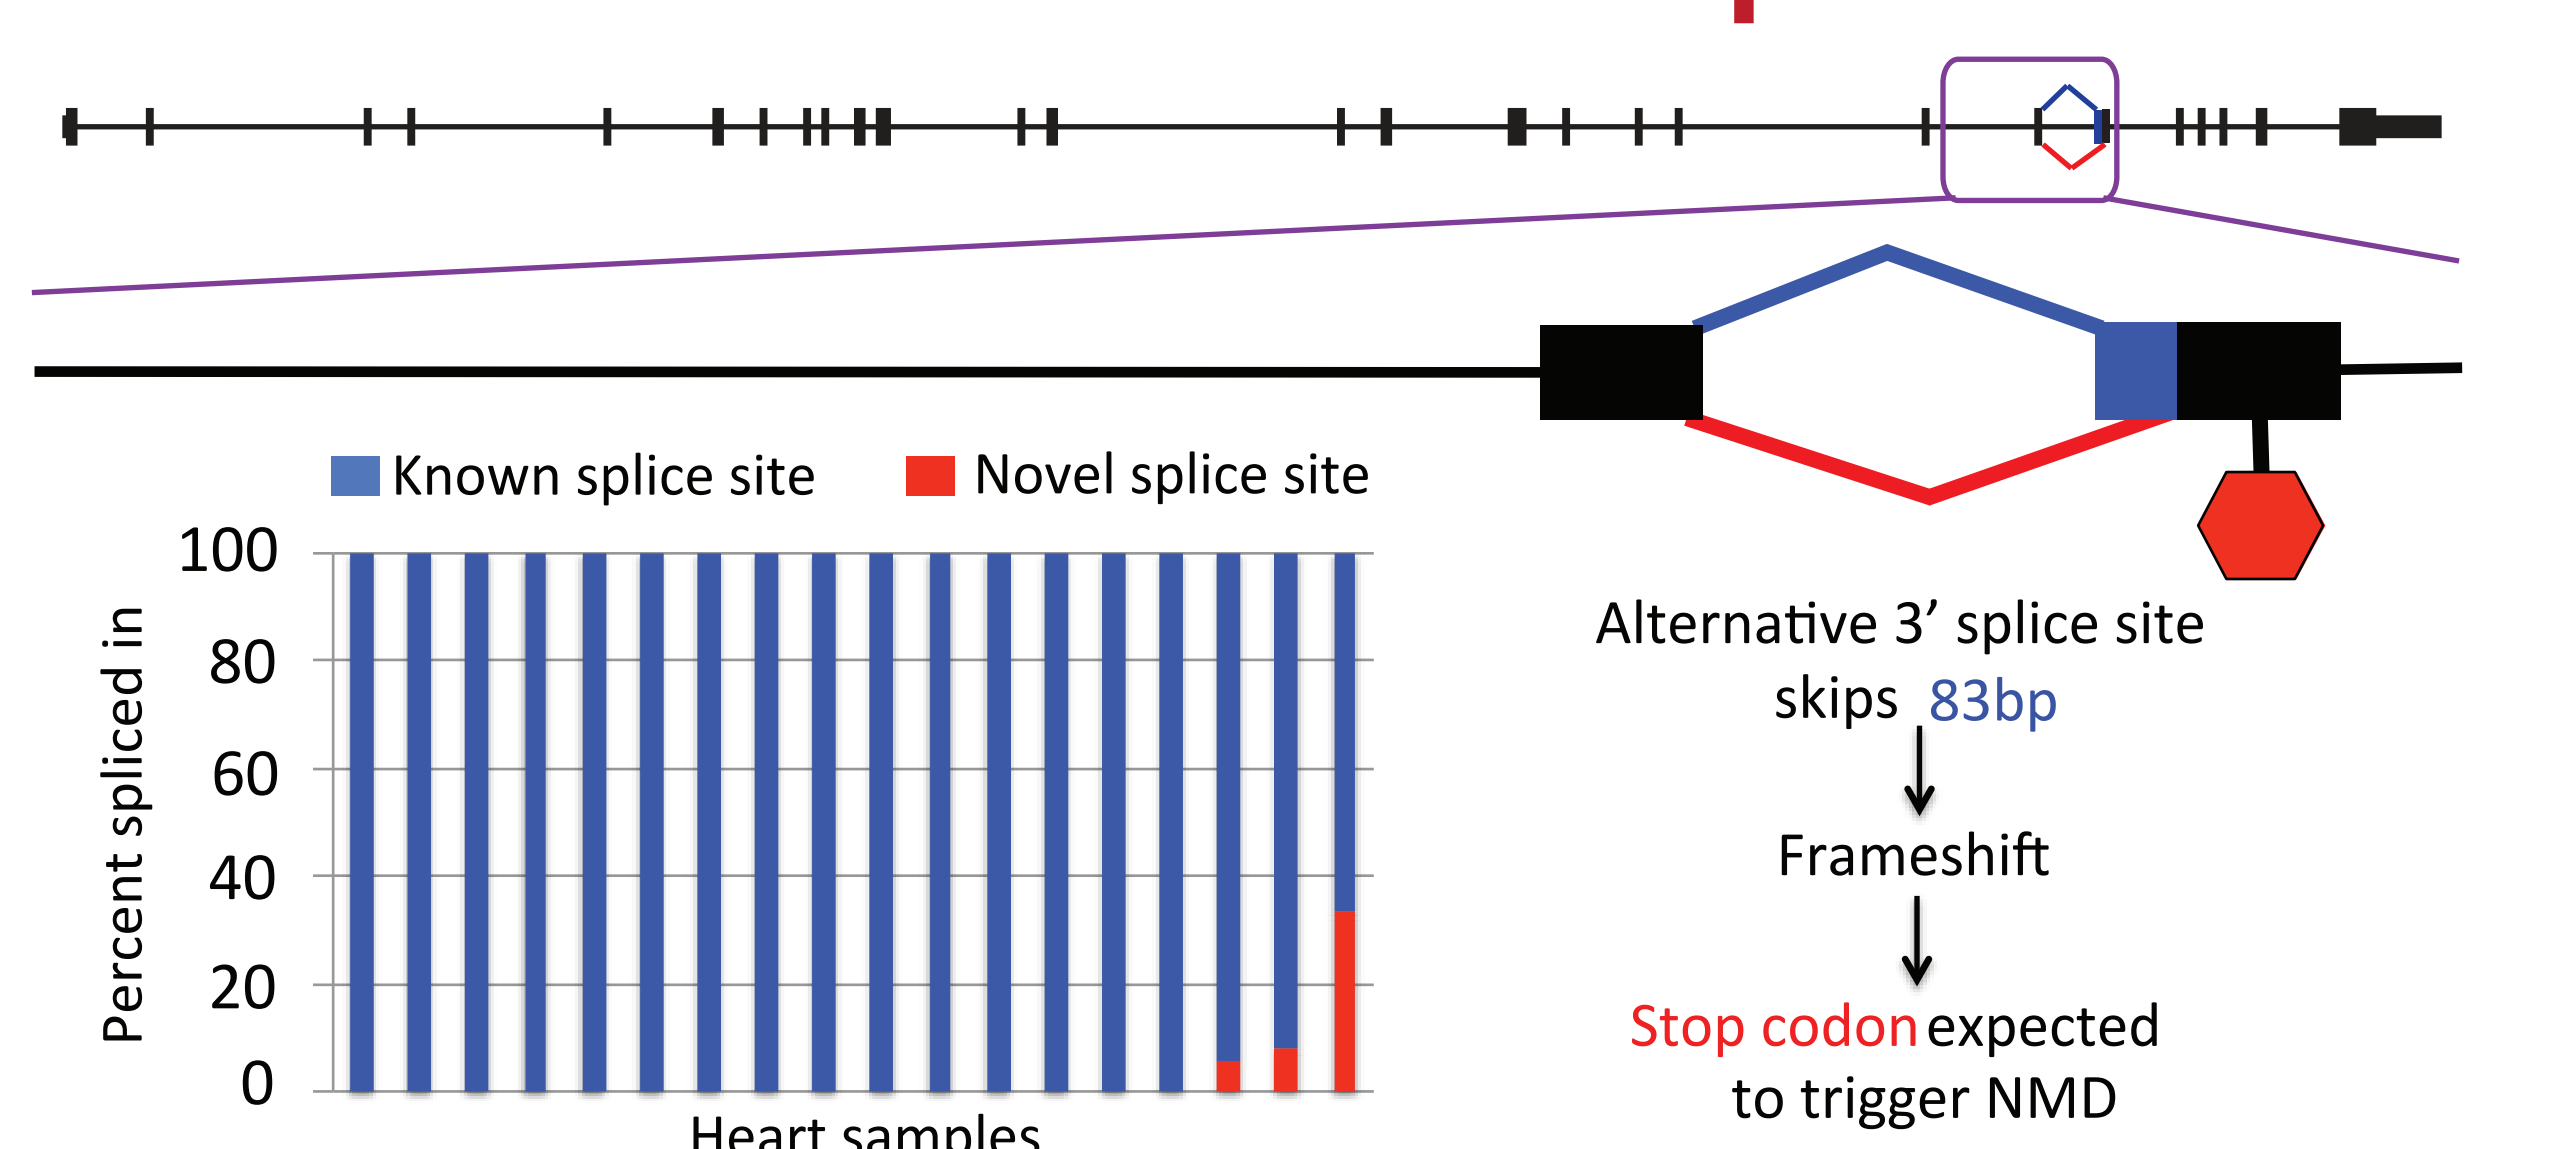 Known splice site
Novel splice site
100
80
60
40
20
0
Percent spliced in
Heart samples
Alternative 3’ splice site
skips 83bp
Frameshift
Stop codon expected
to trigger NMD